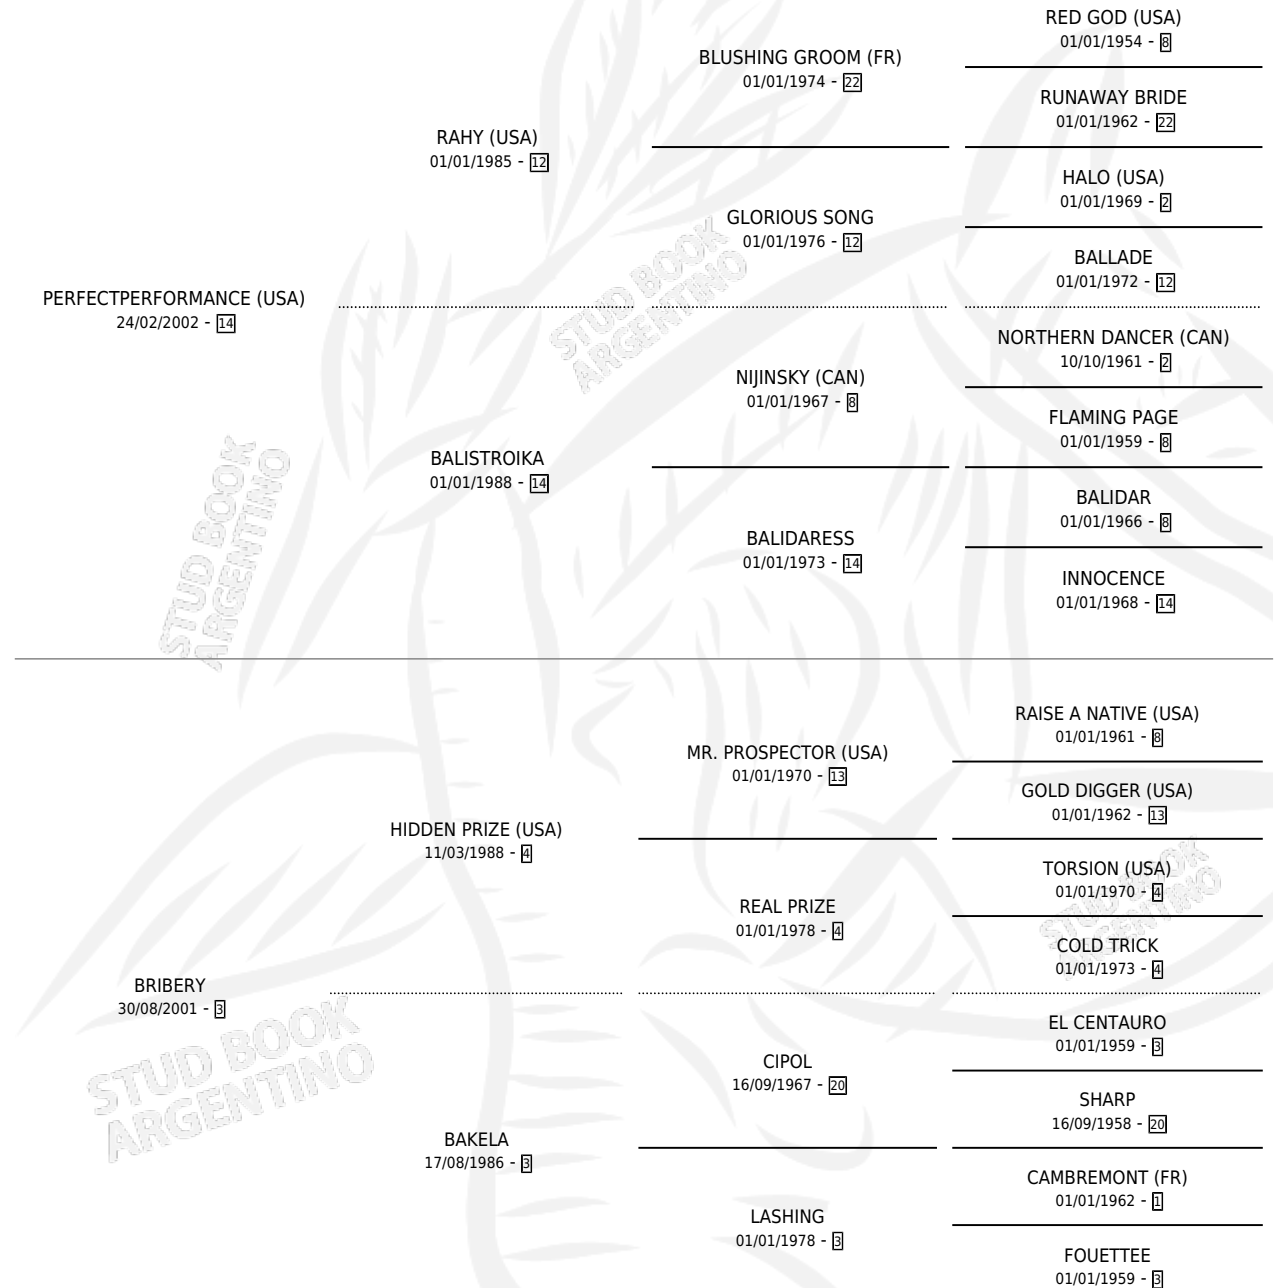 RED GOD (USA)
01/01/1954 - 8
BLUSHING GROOM (FR)
01/01/1974 - 22
RUNAWAY BRIDE
01/01/1962 - 22
RAHY (USA)
01/01/1985 - 12
HALO (USA)
01/01/1969 - 2
GLORIOUS SONG
01/01/1976 - 12
BALLADE
01/01/1972 - 12
PERFECTPERFORMANCE (USA)
24/02/2002 - 14
STUD BOOK
ARGENTINO
NORTHERN DANCER (CAN)
10/10/1961 - 2
NIJINSKY (CAN)
01/01/1967 - 8
FLAMING PAGE
01/01/1959 - 8
BALISTROIKA
01/01/1988 - 14
BALIDAR
01/01/1966 - 8
BALIDARESS
01/01/1973 - 14
INNOCENCE
01/01/1968 - 14
STUD BOOK
ARGENTINO
RAISE A NATIVE (USA)
01/01/1961 - 8
MR. PROSPECTOR (USA)
01/01/1970 - 13
GOLD DIGGER (USA)
01/01/1962 - 13
HIDDEN PRIZE (USA)
11/03/1988 - 4
TORSION (USA)
01/01/1970 - 4
REAL PRIZE
01/01/1978 - 4
COLD TRICK
01/01/1973 - 4
STUD BOOK
ARGENTINO
BRIBERY
30/08/2001 - 3
EL CENTAURO
01/01/1959 - 3
CIPOL
16/09/1967 - 20
SHARP
16/09/1958 - 20
STUD BOOK
ARGENTINO
BAKELA
17/08/1986 - 3
CAMBREMONT (FR)
01/01/1962 - 1
LASHING
01/01/1978 - 3
FOUETTEE
01/01/1959 - 3